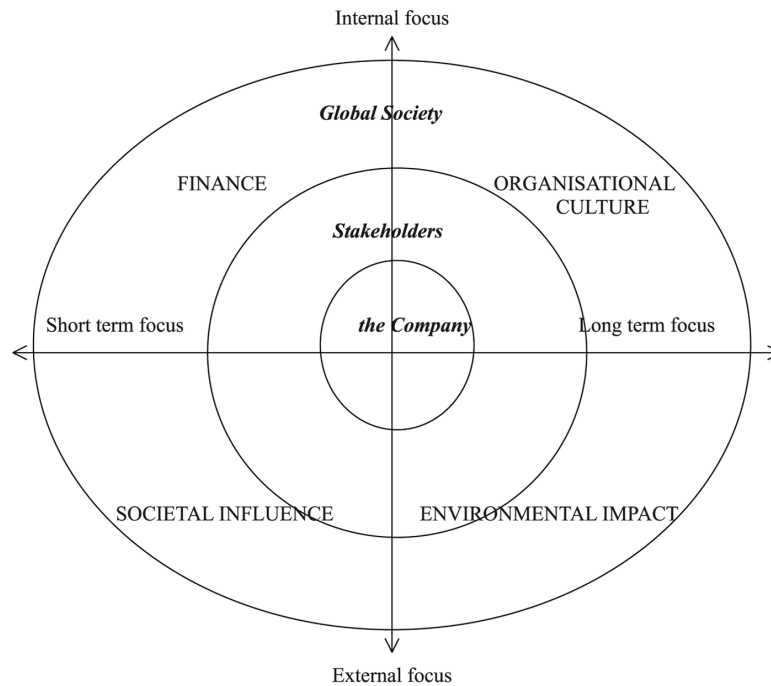 Internal focus
Global Society
FINANCE
ORGANISATIONAL
CULTURE
Stakeholders
Short term focus
the Company
Long term focus
SOCIETAL INFLUENCE
ENVIRONMENTAL IMPACT
External focus